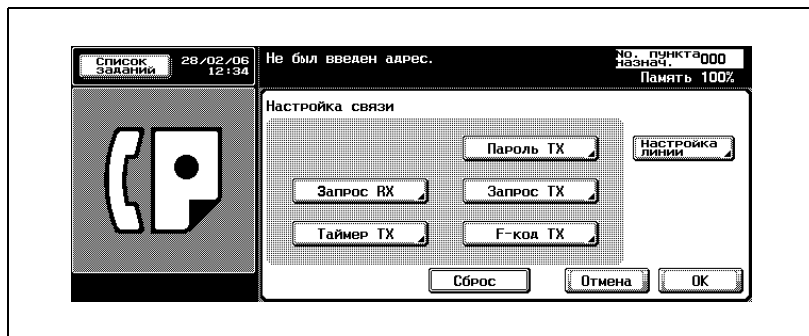 Список заданий
28/02/06
12:34
Не был введен адрес.
No. пункта назнач. 000
Память 100%
Настройка связи
Пароль TX
Настройка линии
Запрос RX
Запрос TX
Таймер TX
F-код TX
Сброс
Отмена
OK